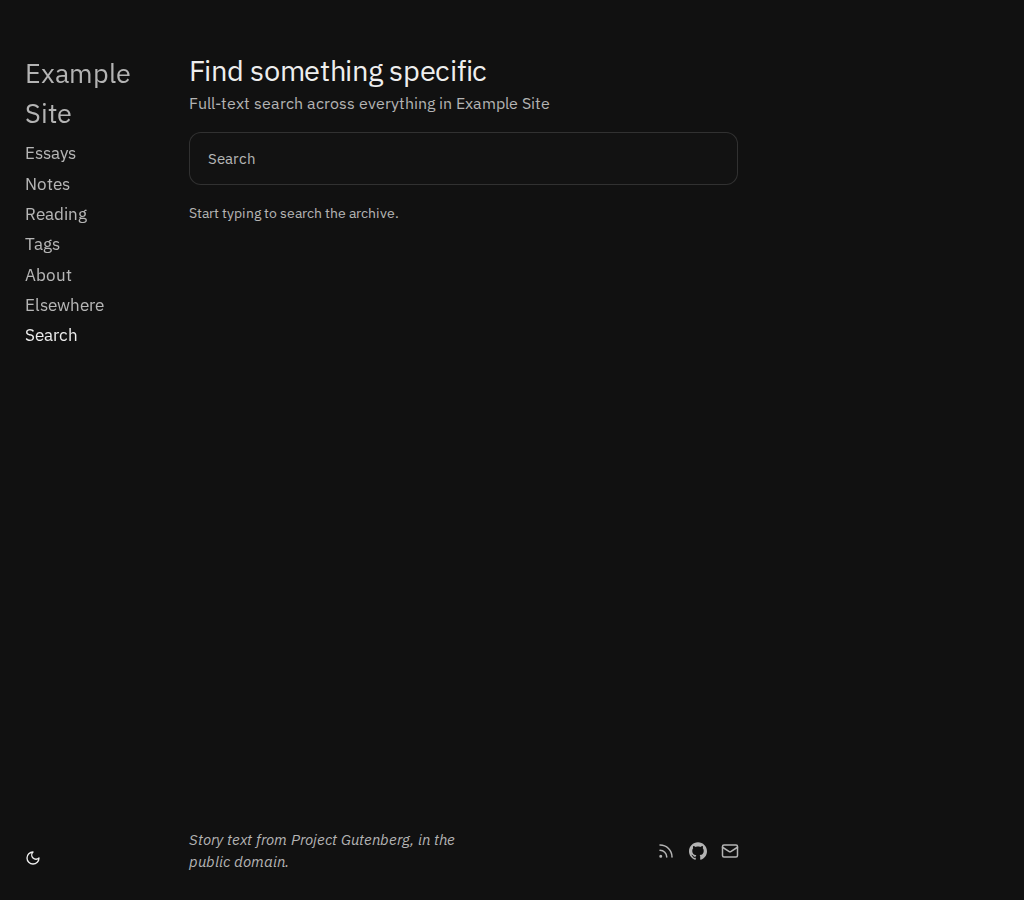 Example
Site
Essays
Notes
Reading
Tags
About
Elsewhere
Search
Find something specific
Full-text search across everything in Example Site
Search
Start typing to search the archive.
Story text from Project Gutenberg, in the
public domain.